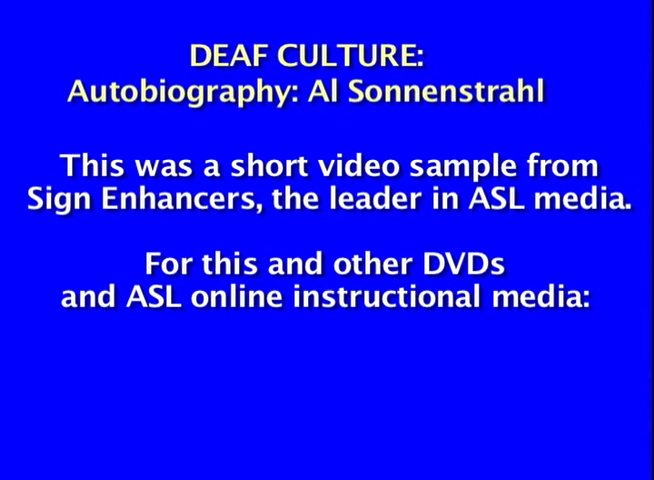 DEAF CULTURE:
Autobiography: Al Sonnenstrahl
This was a short video sample from
Sign Enhancers, the leader in ASL media.
For this and other DVDs
and ASL online instructional media: